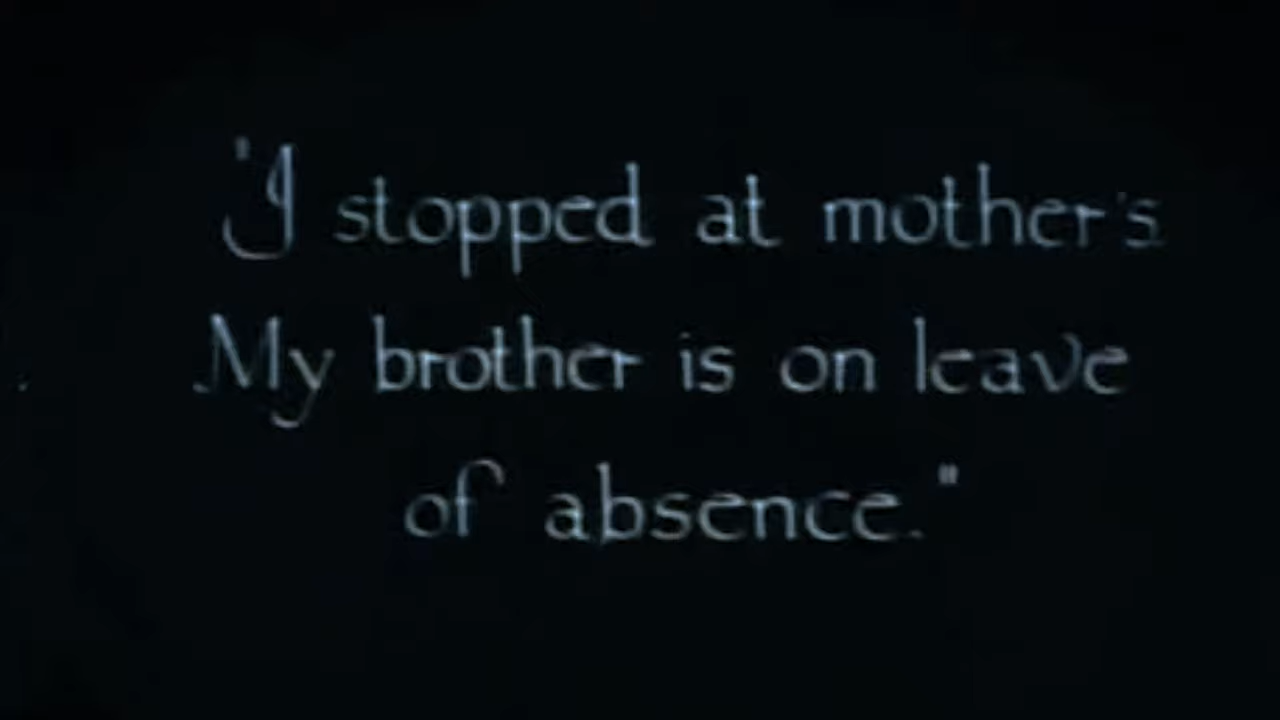 "I stopped at mother's
My brother is on leave
of absence."